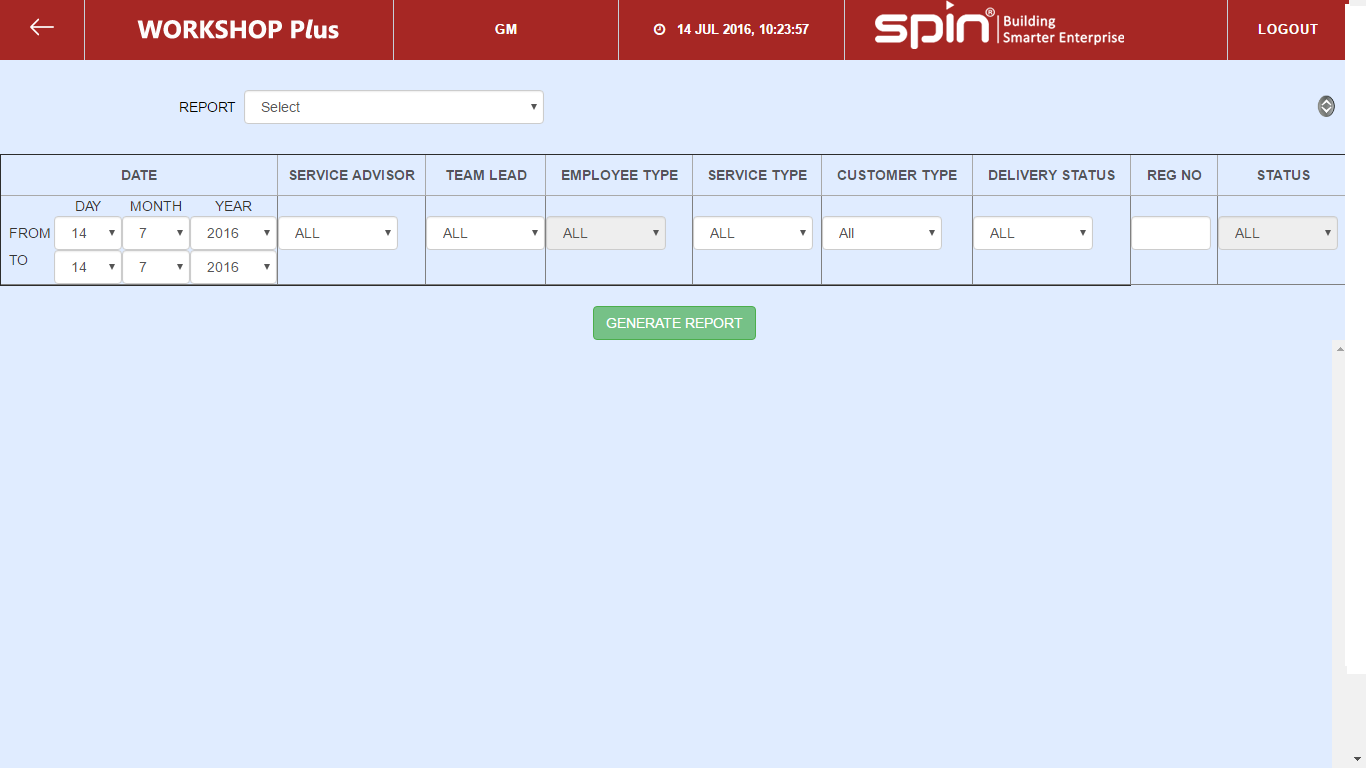 WORKSHOP Plus
GM
14 JUL 2016, 10:23:57
spin® Building
Smarter Enterprise
LOGOUT
REPORT Select
DATE SERVICE ADVISOR TEAM LEAD EMPLOYEE TYPE SERVICE TYPE CUSTOMER TYPE DELIVERY STATUS REG NO STATUS
DAY MONTH YEAR
FROM 14 7 2016 ALL ALL ALL ALL All ALL ALL
TO 14 7 2016
GENERATE REPORT